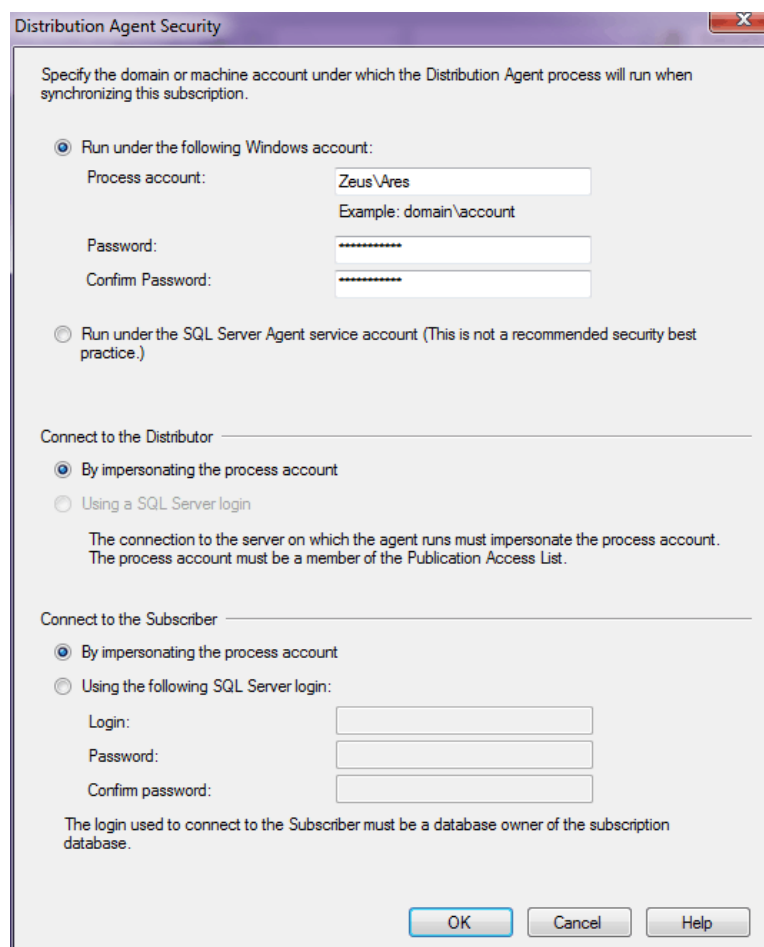 Distribution Agent Security
Specify the domain or machine account under which the Distribution Agent process will run when
synchronizing this subscription.
Run under the following Windows account:
Process account:
Zeus\Ares
Example: domain\account
Password:
***********
Confirm Password:
***********
Run under the SQL Server Agent service account (This is not a recommended security best
practice.)
Connect to the Distributor
By impersonating the process account
Using a SQL Server login
The connection to the server on which the agent runs must impersonate the process account.
The process account must be a member of the Publication Access List.
Connect to the Subscriber
By impersonating the process account
Using the following SQL Server login:
Login:
Password:
Confirm password:
The login used to connect to the Subscriber must be a database owner of the subscription
database.
OK
Cancel
Help